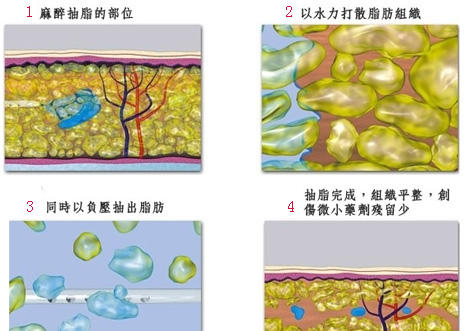 1 麻醉抽脂的部位
2 以水力打散脂肪組織
3 同時以負壓抽出脂肪
4 抽脂完成，組織平整，創
傷微小藥劑殘留少